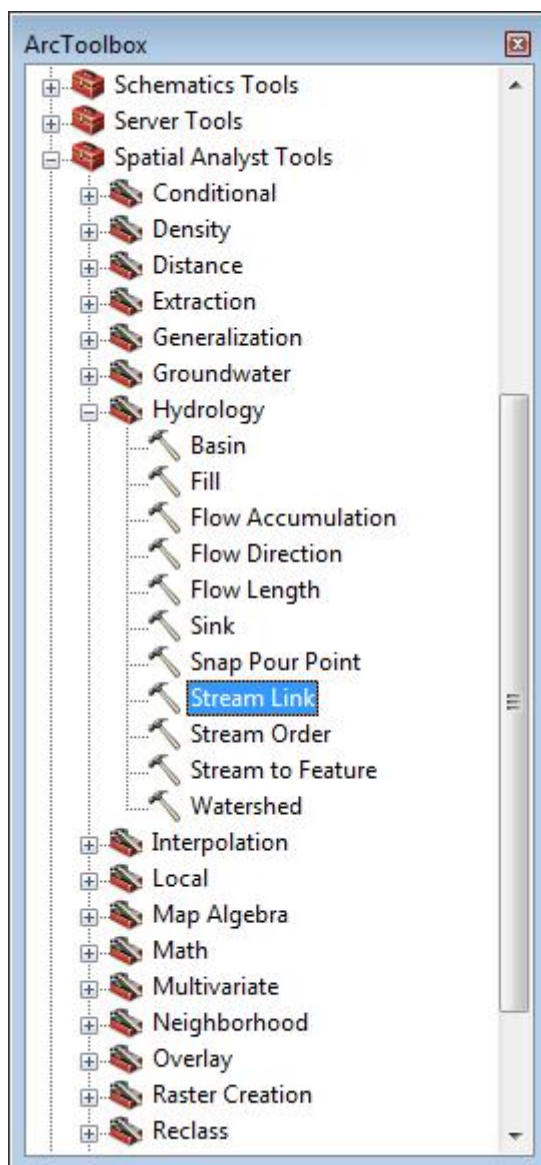 ArcToolbox
Schematics Tools
Server Tools
Spatial Analyst Tools
Conditional
Density
Distance
Extraction
Generalization
Groundwater
Hydrology
Basin
Fill
Flow Accumulation
Flow Direction
Flow Length
Sink
Snap Pour Point
Stream Link
Stream Order
Stream to Feature
Watershed
Interpolation
Local
Map Algebra
Math
Multivariate
Neighborhood
Overlay
Raster Creation
Reclass